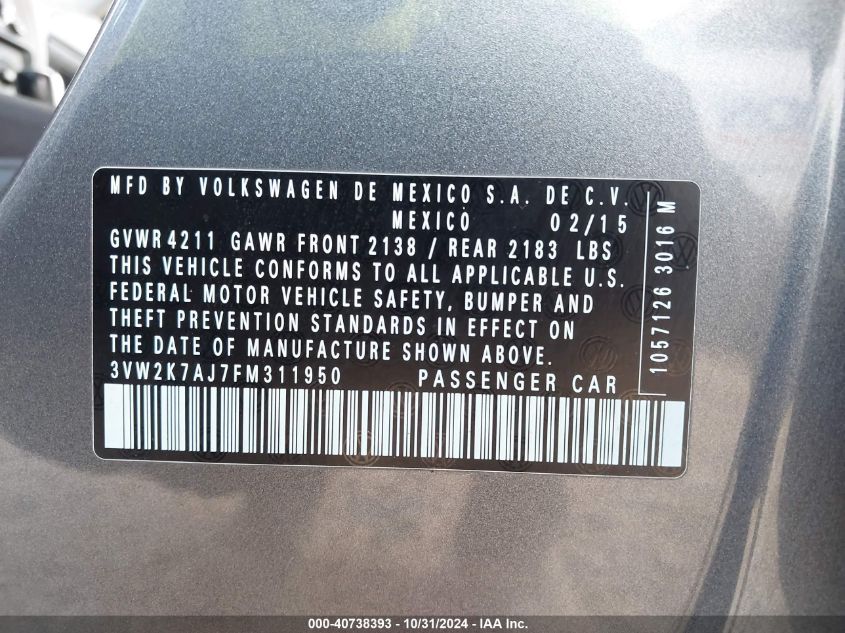 MFD BY VOLKSWAGEN DE MEXICO S.A. DE C.V.
MEXICO 02/15
GVWR 4211 GAWR FRONT 2138 / REAR 2183 LBS
THIS VEHICLE CONFORMS TO ALL APPLICABLE U.S.
FEDERAL MOTOR VEHICLE SAFETY, BUMPER AND
THEFT PREVENTION STANDARDS IN EFFECT ON
THE DATE OF MANUFACTURE SHOWN ABOVE.
3VW2K7AJ7FM311950 PASSENGER CAR
1057126 3016 M
000-40738393 - 10/31/2024 - IAA Inc.